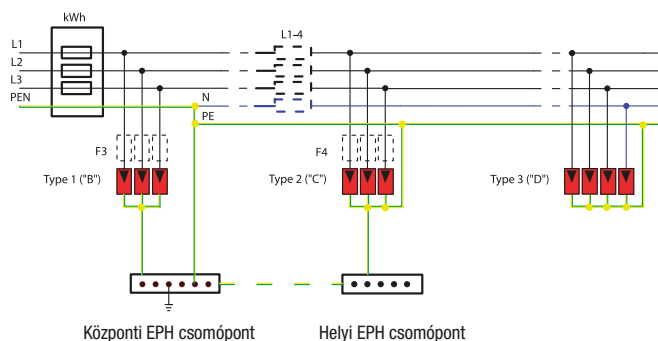 kWh
L1
L2
L3
PEN
L1-4
N
PE
F3
F4
Type 1 ("B")
Type 2 ("C")
Type 3 ("D")
Központi EPH csomópont
Helyi EPH csomópont